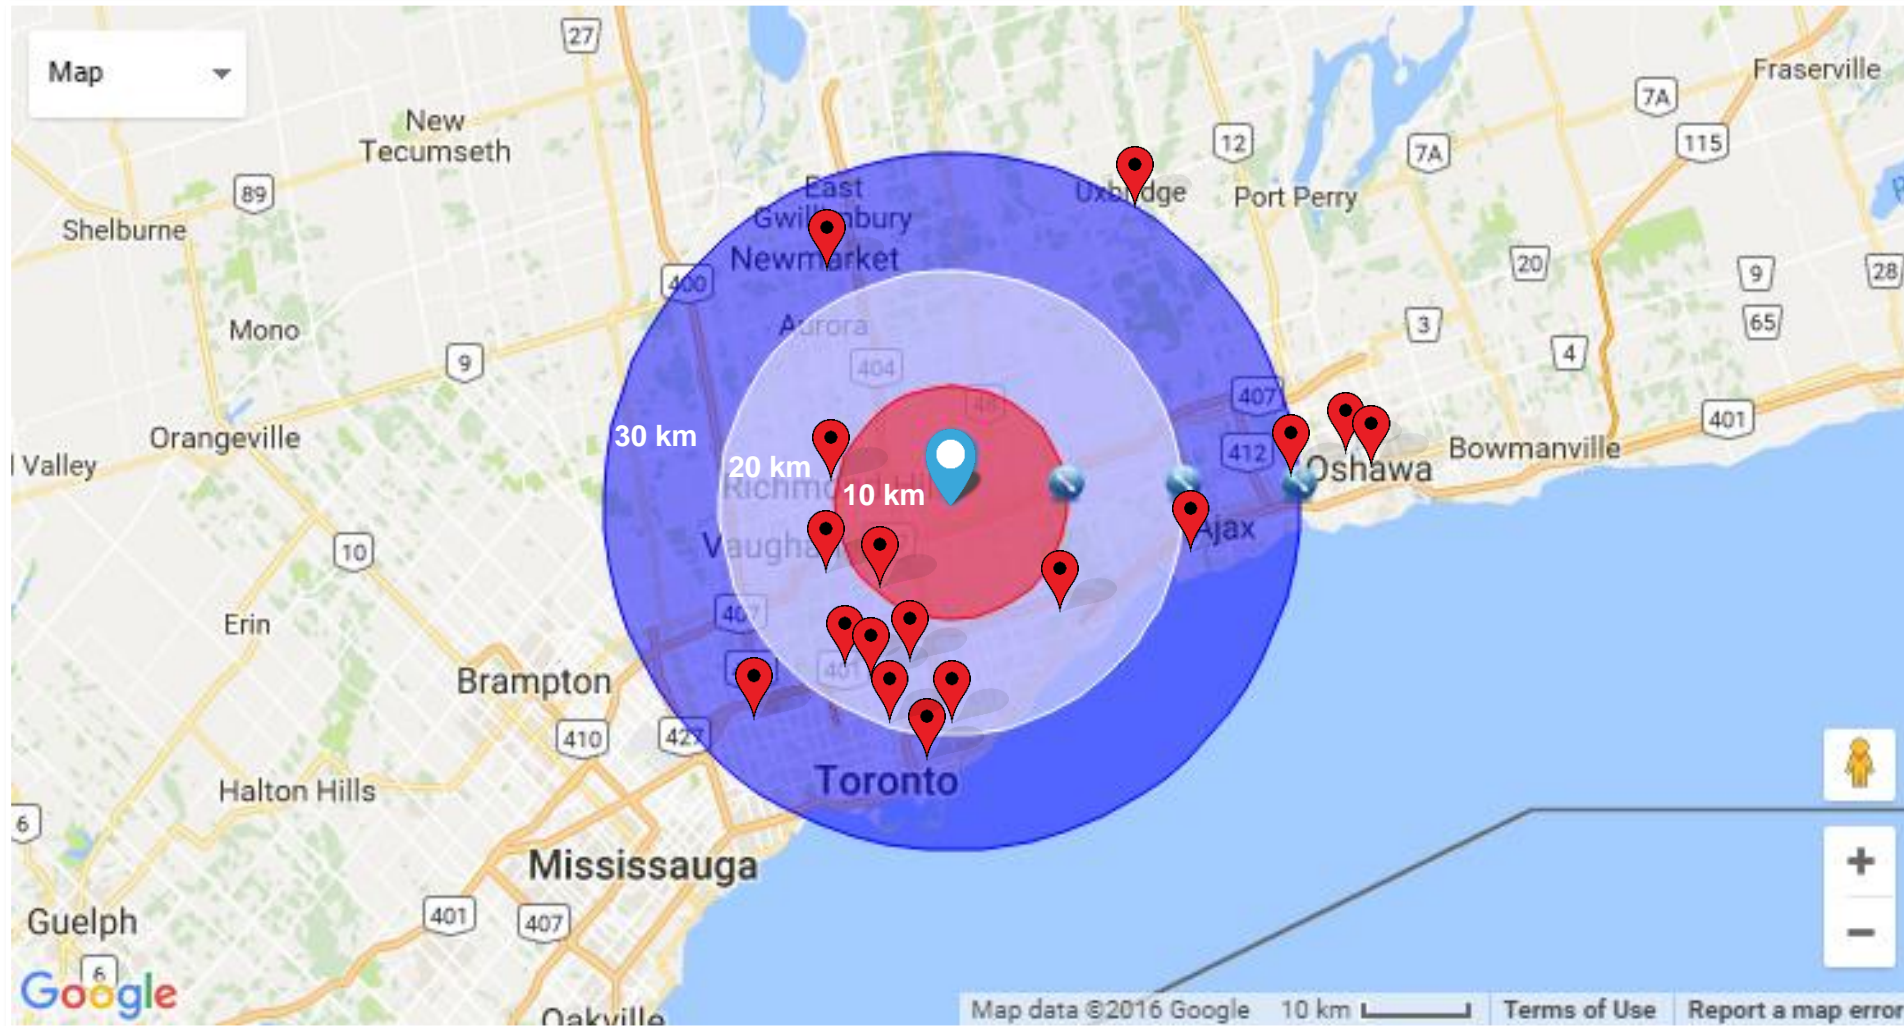 Map
27
Fraserville
7A
New
Tecumseth
12
7A
115
89
East
Gwillimbury
Uxbridge
Port Perry
Shelburne
Newmarket
20
9
28
400
Mono
Aurora
3
65
9
404
4
407
48
401
Orangeville
30 km
412
Bowmanville
l Valley
20 km
Oshawa
Richmond Hill
10 km
Ajax
10
Vaughan
Erin
407
401
Brampton
410
427
Toronto
Halton Hills
6
Mississauga
401
407
Guelph
6
Google
Oakville
Map data ©2016 Google
10 km
Terms of Use
Report a map error
+
−